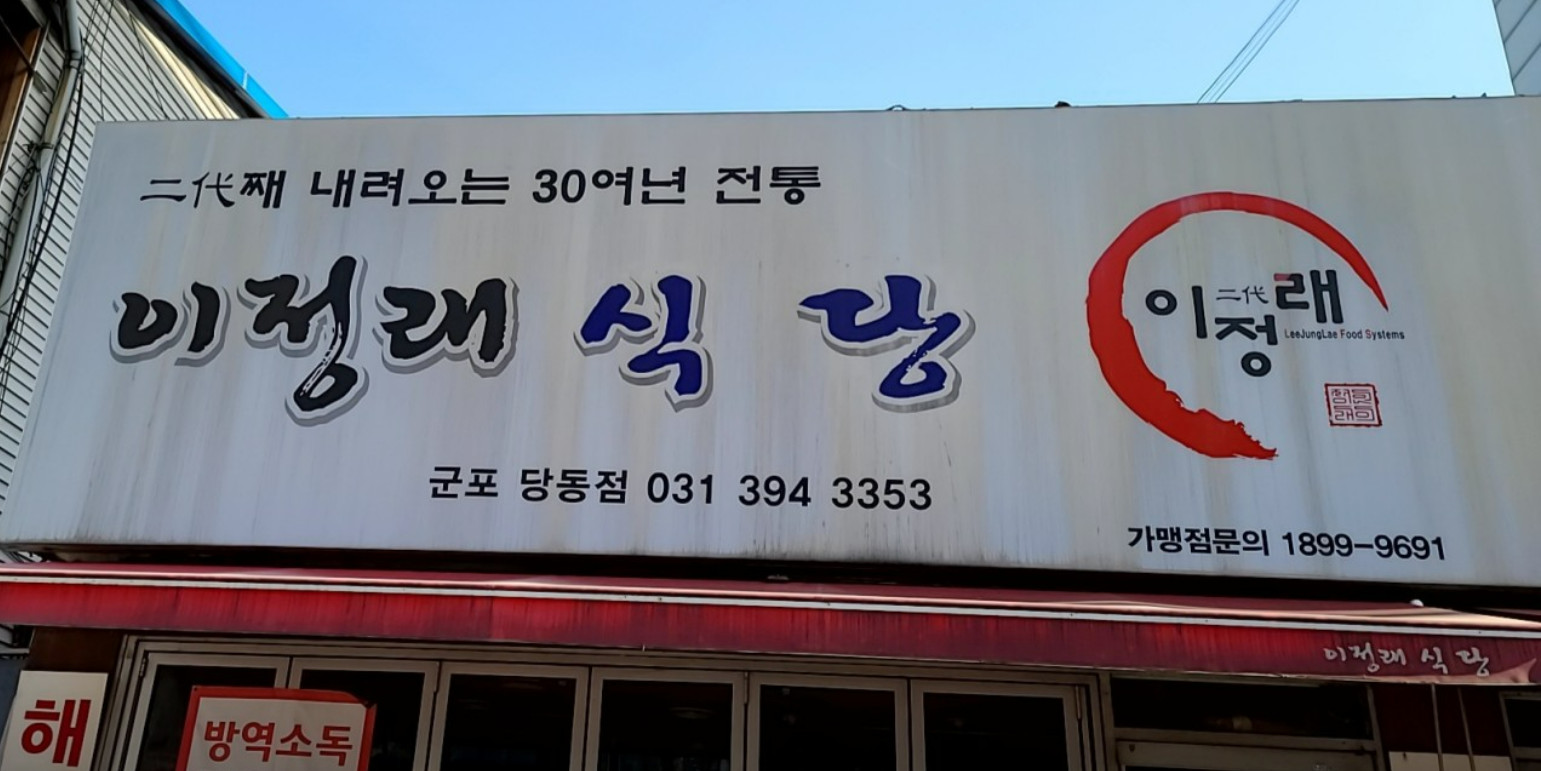 二代째 내려오는 30여년 전통
이정래 식당
군포 당동점 031 394 3353
이 二代 래
정
LeeJungLae Food Systems
가맹점문의 1899-9691
이정래 식당
해
방역소독